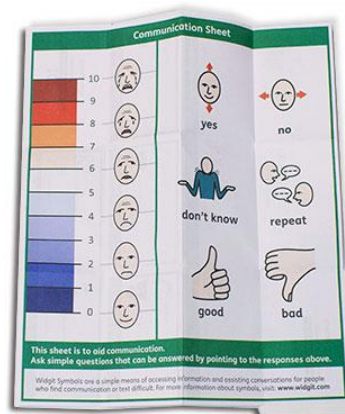 Communication Sheet
10
9
8
7
6
5
4
3
2
1
0
yes no
don't know repeat
good bad
This sheet is to aid communication.
Ask simple questions that can be answered by pointing to the responses above.
Widgit Symbols are a simple means of accessing information and assisting conversations for people
who find communication or text difficult. For more information about symbols, visit: www.widgit.com